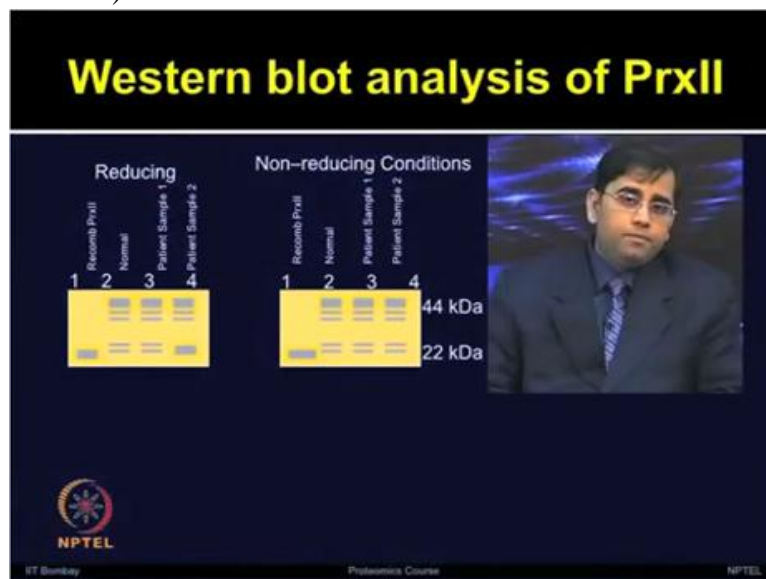 Western blot analysis of PrxII
Reducing
Non–reducing Conditions
Recomb PrxII
Normal
Patient Sample 1
Patient Sample 2
Recomb PrxII
Normal
Patient Sample 1
Patient Sample 2
1 2 3 4
1 2 3 4
44 kDa
22 kDa
NPTEL
IIT Bombay
Proteomics Course
NPTEL